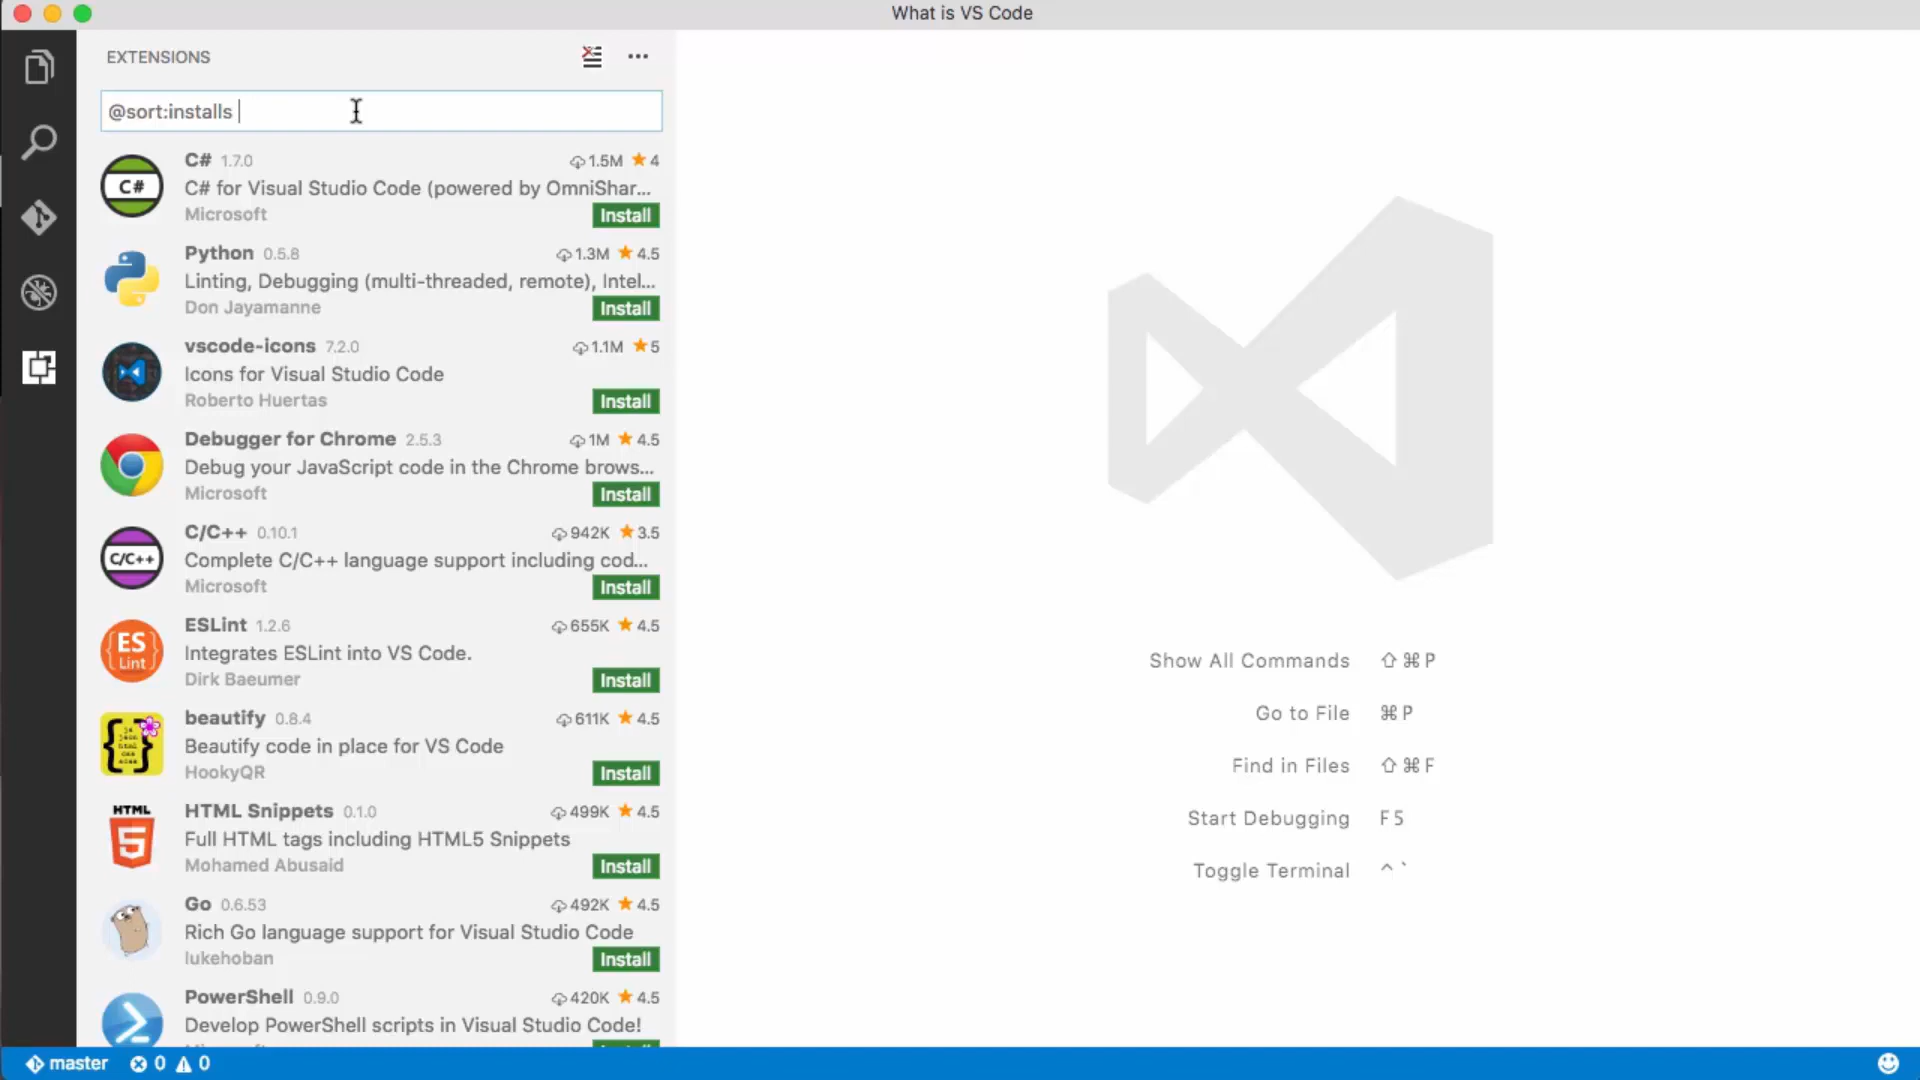 What is VS Code
EXTENSIONS
@sort:installs
C# 1.7.0 1.5M ★ 4
C#
C# for Visual Studio Code (powered by OmniShar...
Microsoft Install
Python 0.5.8 1.3M ★ 4.5
Linting, Debugging (multi-threaded, remote), Intel...
Don Jayamanne Install
vscode-icons 7.2.0 1.1M ★ 5
Icons for Visual Studio Code
Roberto Huertas Install
Debugger for Chrome 2.5.3 1M ★ 4.5
Debug your JavaScript code in the Chrome brows...
Microsoft Install
C/C++ 0.10.1 942K ★ 3.5
C/C++
Complete C/C++ language support including cod...
Microsoft Install
ESLint 1.2.6 655K ★ 4.5
ES
Lint
Integrates ESLint into VS Code.
Dirk Baeumer Install
beautify 0.8.4 611K ★ 4.5
Beautify code in place for VS Code
HookyQR Install
HTML Snippets 0.1.0 499K ★ 4.5
HTML
5
Full HTML tags including HTML5 Snippets
Mohamed Abusaid Install
Go 0.6.53 492K ★ 4.5
Rich Go language support for Visual Studio Code
lukehoban Install
PowerShell 0.9.0 420K ★ 4.5
Develop PowerShell scripts in Visual Studio Code!
Show All Commands ⇧⌘P
Go to File ⌘P
Find in Files ⇧⌘F
Start Debugging F5
Toggle Terminal ^`
master 0 0